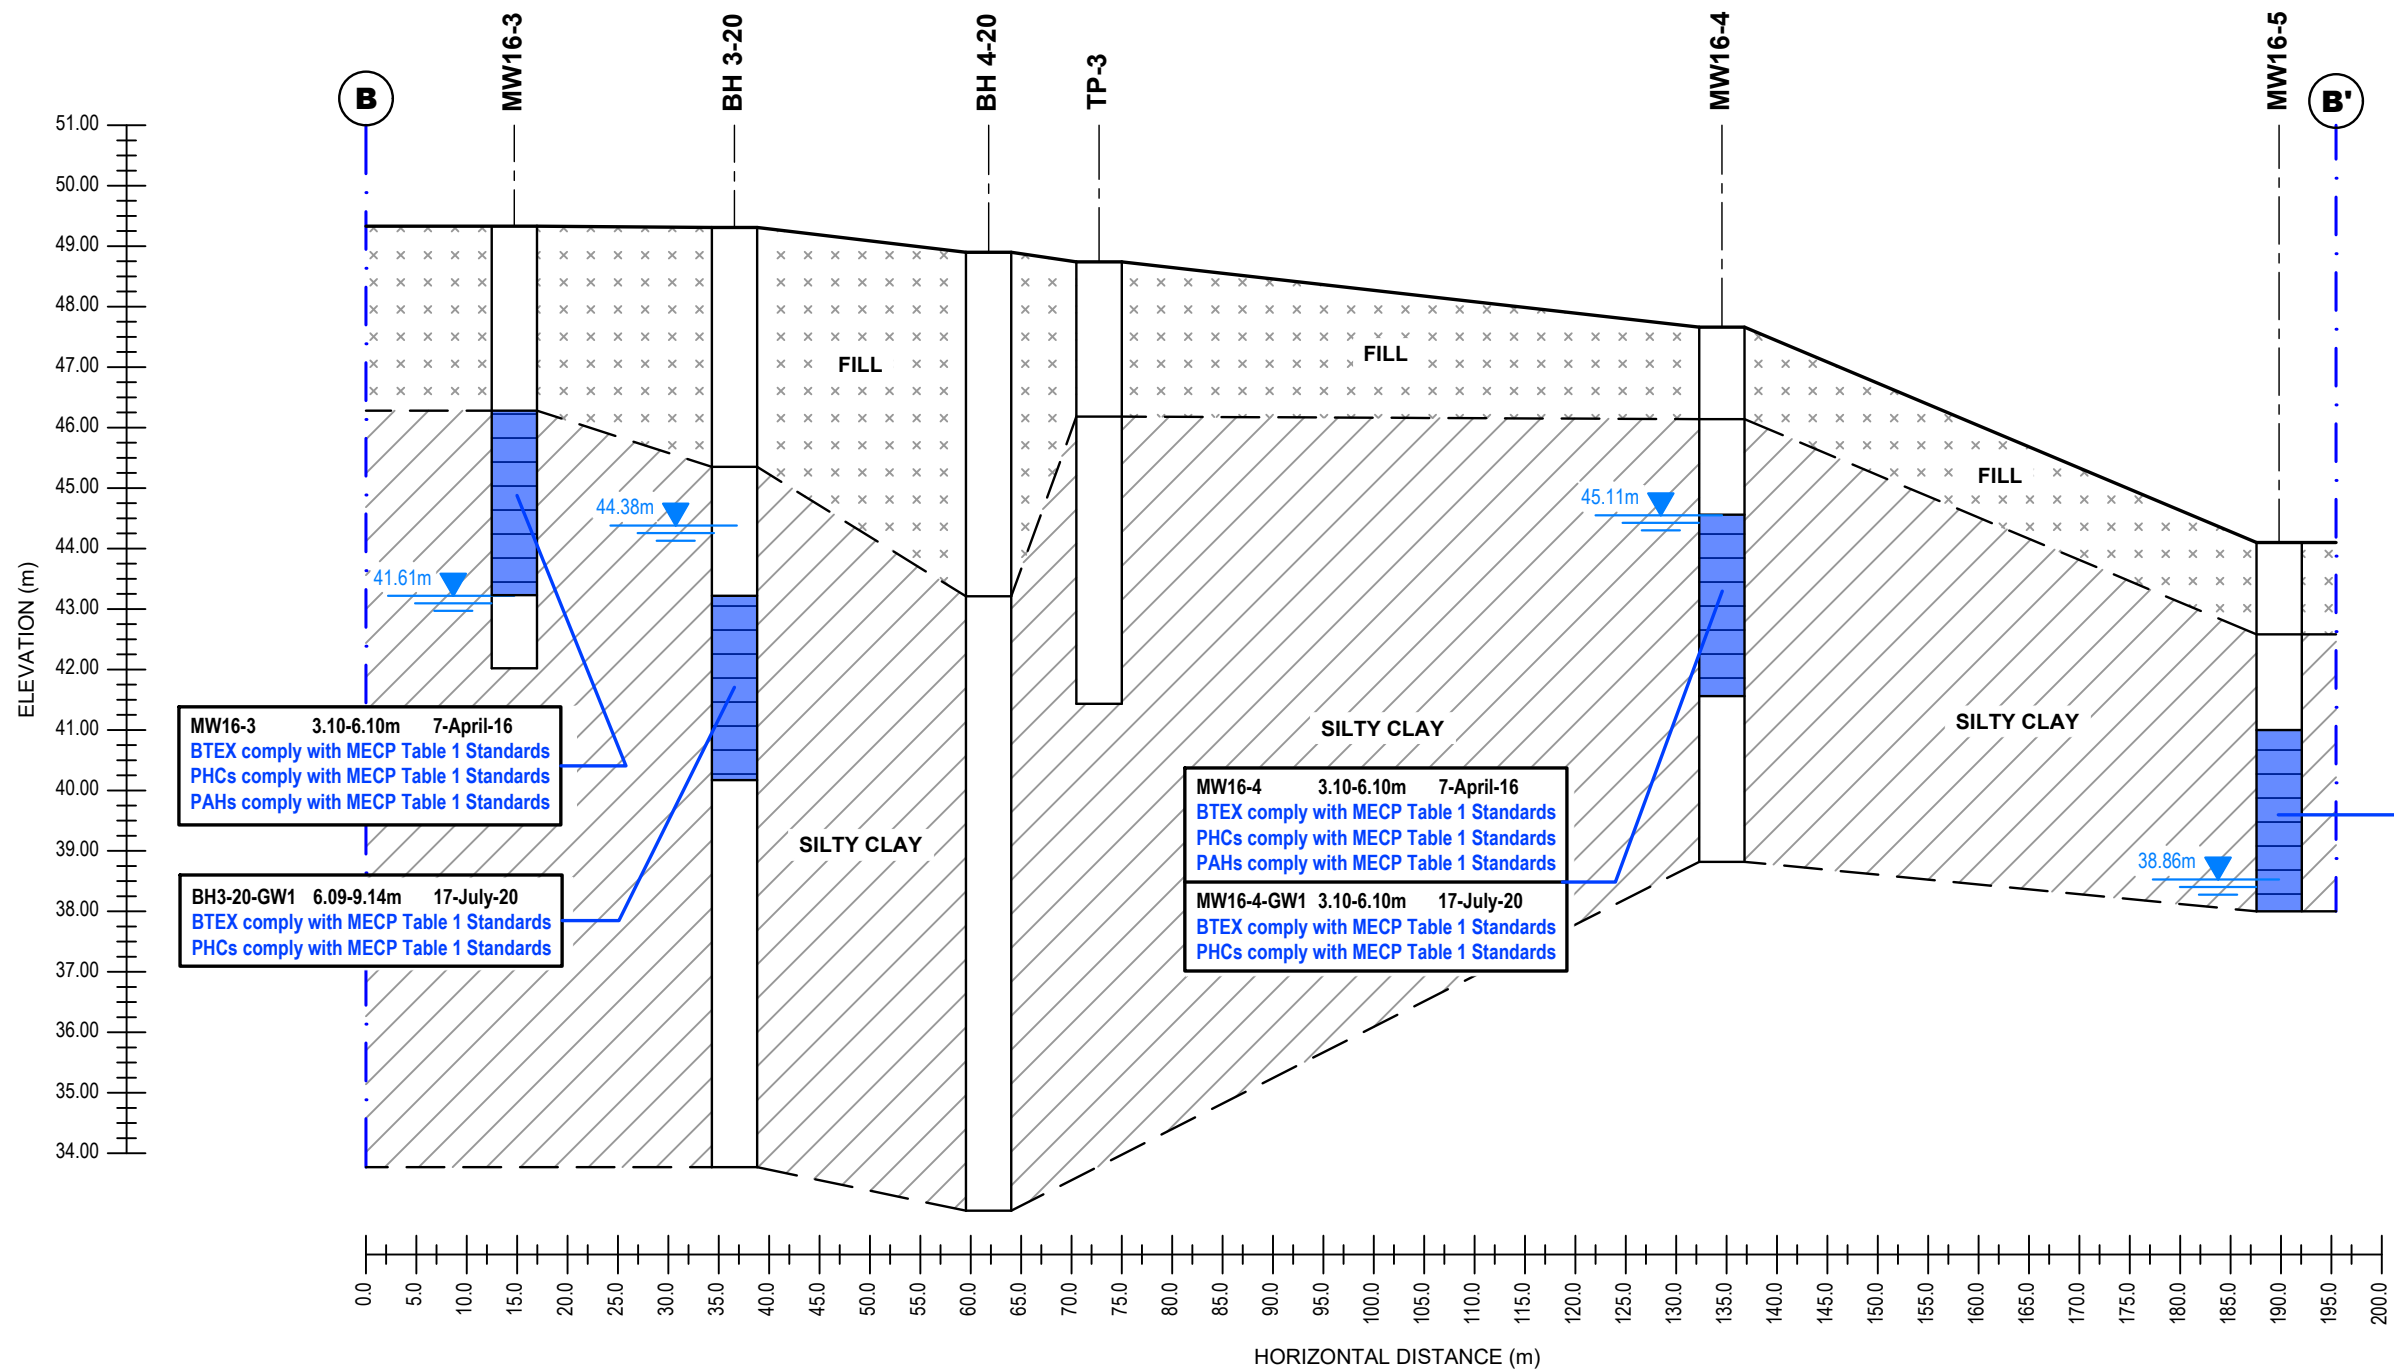 MW16-3
BH 3-20
BH 4-20
TP-3
MW16-4
MW16-5
B
B'
51.00
50.00
49.00
48.00
47.00
46.00
45.00
44.00
43.00
42.00
41.00
40.00
39.00
38.00
37.00
36.00
35.00
34.00
ELEVATION (m)
FILL
FILL
FILL
44.38m
45.11m
41.61m
38.86m
SILTY CLAY
SILTY CLAY
SILTY CLAY
MW16-3 3.10-6.10m 7-April-16
BTEX comply with MECP Table 1 Standards
PHCs comply with MECP Table 1 Standards
PAHs comply with MECP Table 1 Standards
BH3-20-GW1 6.09-9.14m 17-July-20
BTEX comply with MECP Table 1 Standards
PHCs comply with MECP Table 1 Standards
MW16-4 3.10-6.10m 7-April-16
BTEX comply with MECP Table 1 Standards
PHCs comply with MECP Table 1 Standards
PAHs comply with MECP Table 1 Standards
MW16-4-GW1 3.10-6.10m 17-July-20
BTEX comply with MECP Table 1 Standards
PHCs comply with MECP Table 1 Standards
0.0
5.0
10.0
15.0
20.0
25.0
30.0
35.0
40.0
45.0
50.0
55.0
60.0
65.0
70.0
75.0
80.0
85.0
90.0
95.0
100.0
105.0
110.0
115.0
120.0
125.0
130.0
135.0
140.0
145.0
150.0
155.0
160.0
165.0
170.0
175.0
180.0
185.0
190.0
195.0
200.0
HORIZONTAL DISTANCE (m)